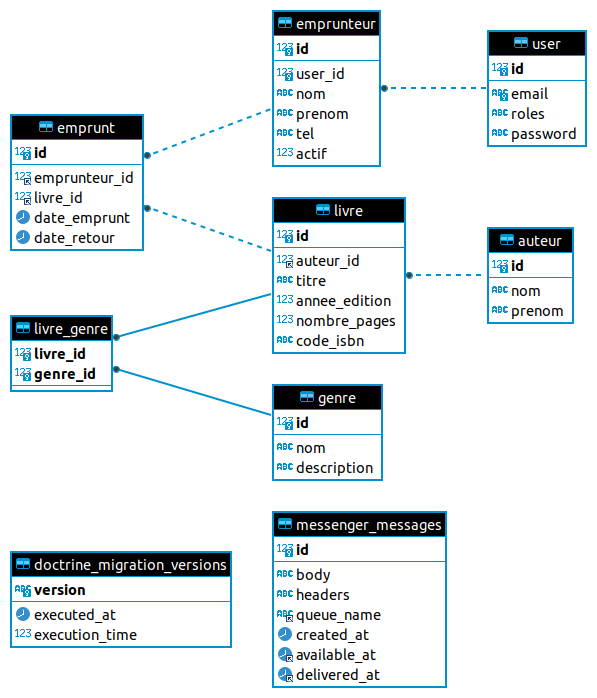 emprunteur
123 id
123 user_id
ABC nom
ABC prenom
ABC tel
123 actif
user
123 id
ABC email
ABC roles
ABC password
emprunt
123 id
123 emprunteur_id
123 livre_id
date_emprunt
date_retour
livre
123 id
123 auteur_id
ABC titre
123 annee_edition
123 nombre_pages
ABC code_isbn
auteur
123 id
ABC nom
ABC prenom
livre_genre
123 livre_id
123 genre_id
genre
123 id
ABC nom
ABC description
doctrine_migration_versions
ABC version
executed_at
123 execution_time
messenger_messages
123 id
ABC body
ABC headers
ABC queue_name
created_at
available_at
delivered_at